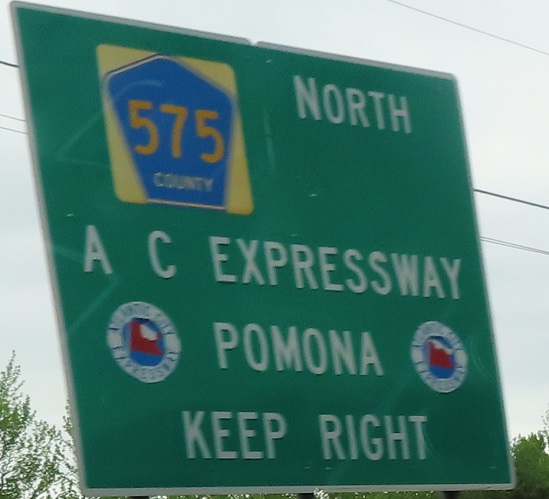 575 NORTH
COUNTY
A C EXPRESSWAY
POMONA
KEEP RIGHT